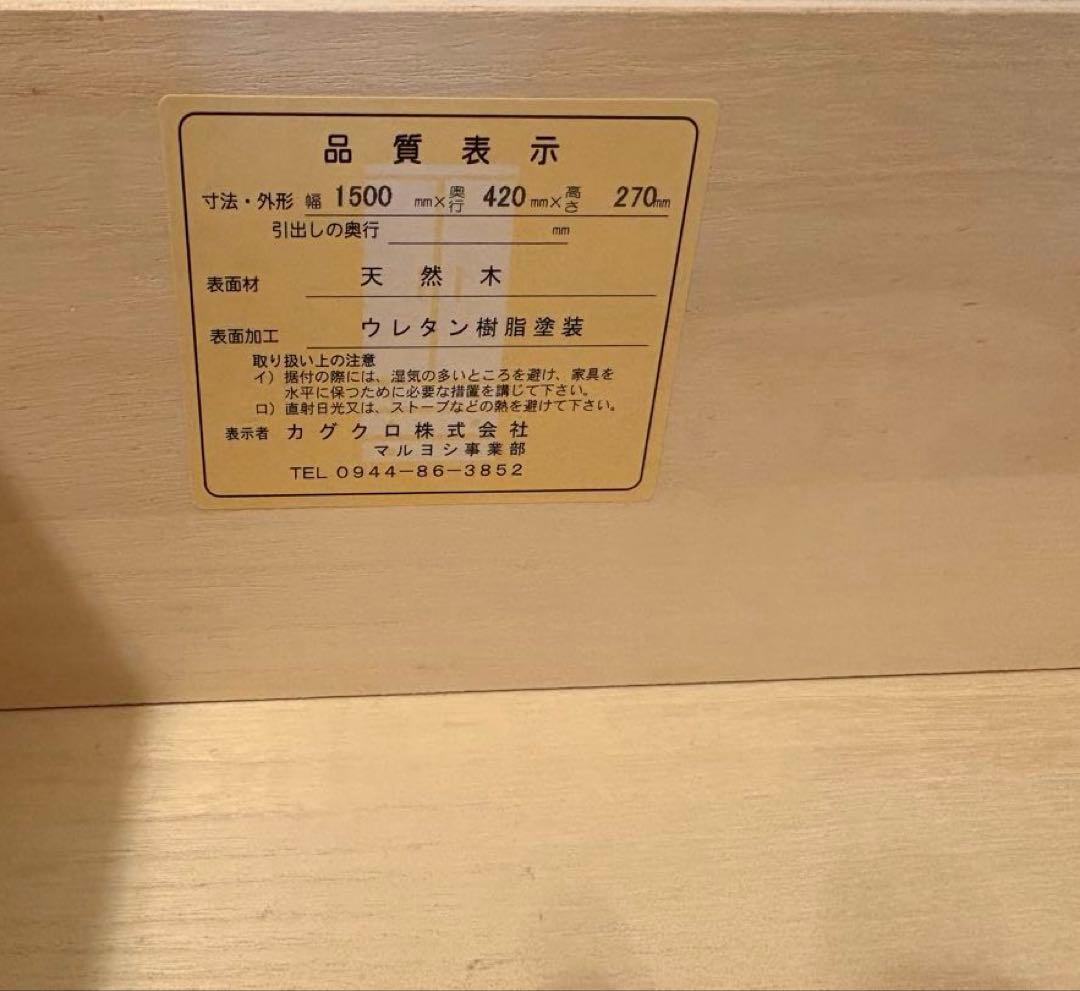 品質表示
寸法・外形 幅 1500 mm×奥行 420 mm×高さ 270mm
引出しの奥行 mm
表面材 天然木
表面加工 ウレタン樹脂塗装
取り扱い上の注意
イ）据付の際には、湿気の多いところを避け、家具を
水平に保つために必要な措置を講じて下さい。
ロ）直射日光又は、ストーブなどの熱を避けて下さい。
表示者 カグクロ株式会社
マルヨシ事業部
TEL 0944－86－3852